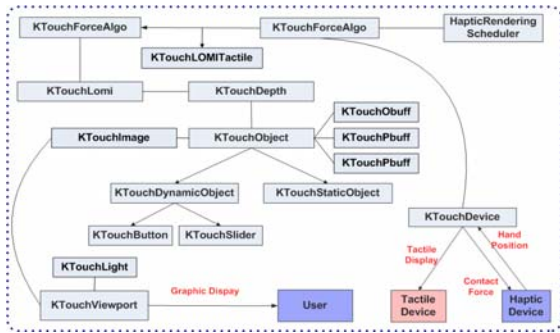 KTouchForceAlgo
KTouchForceAlgo
HapticRendering
Scheduler
KTouchLOMITactile
KTouchLomi
KTouchDepth
KTouchObuff
KTouchImage
KTouchObject
KTouchPbuff
KTouchPbuff
KTouchDynamicObject
KTouchStaticObject
KTouchDevice
KTouchButton
KTouchSlider
Hand
Position
Tactile
Display
KTouchLight
Contact
Force
Graphic Dispay
KTouchViewport
User
Tactile
Device
Haptic
Device